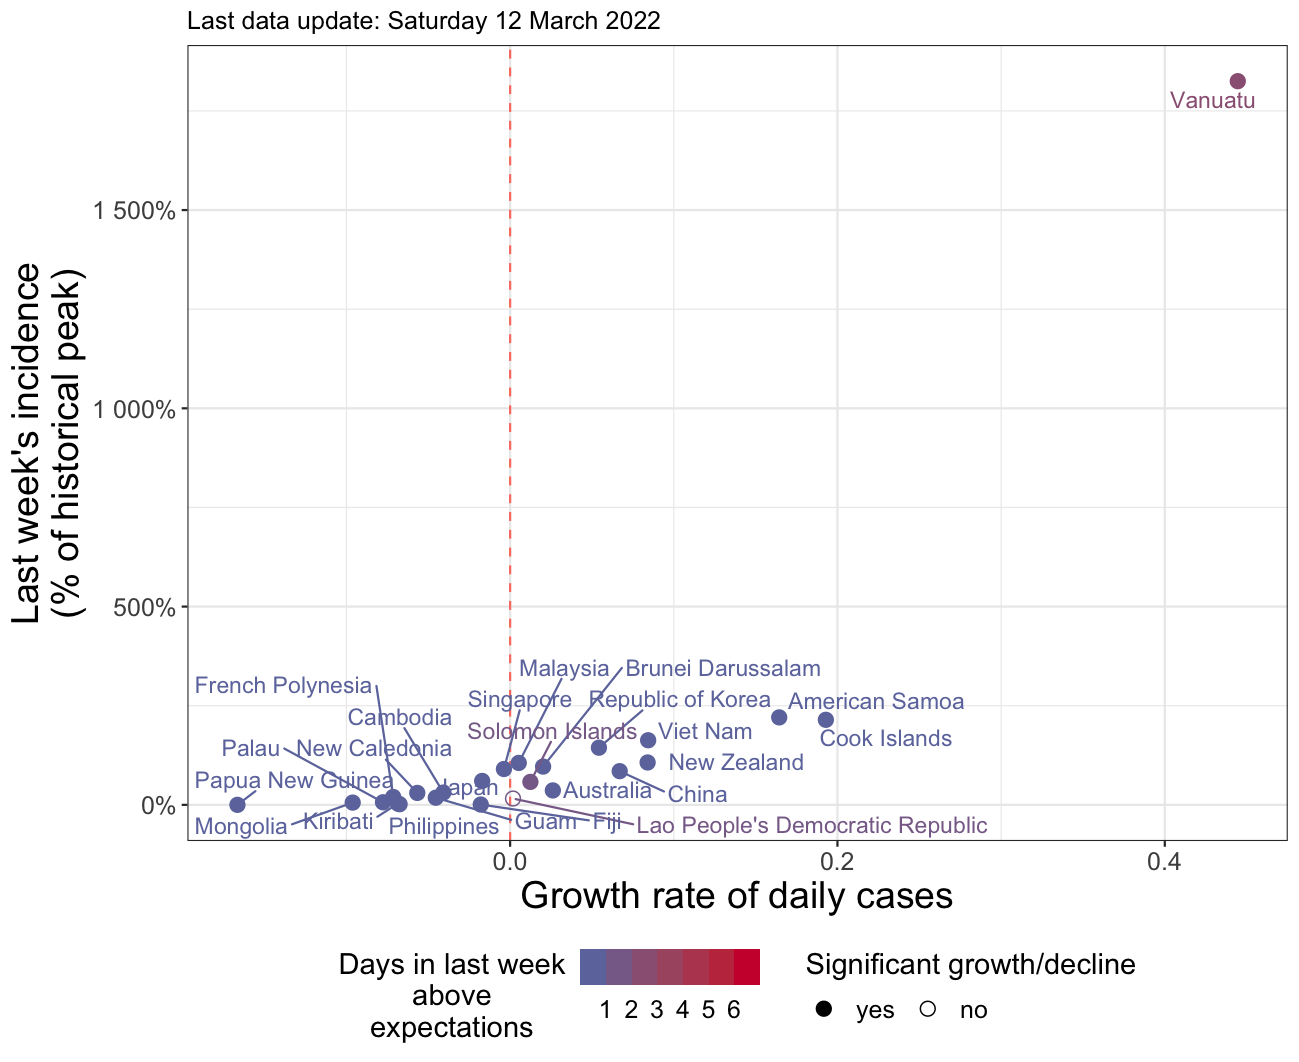 Last data update: Saturday 12 March 2022
Vanuatu
1 500%
1 000%
500%
0%
Last week's incidence
(% of historical peak)
Malaysia
Brunei Darussalam
French Polynesia
Singapore
Republic of Korea
American Samoa
Cambodia
Solomon Islands
Viet Nam
Cook Islands
Palau
New Caledonia
New Zealand
Papua New Guinea
Japan
Australia
China
Mongolia
Kiribati
Philippines
Guam
Fiji
Lao People's Democratic Republic
0.0
0.2
0.4
Growth rate of daily cases
Days in last week
above
expectations
1 2 3 4 5 6
Significant growth/decline
yes
no